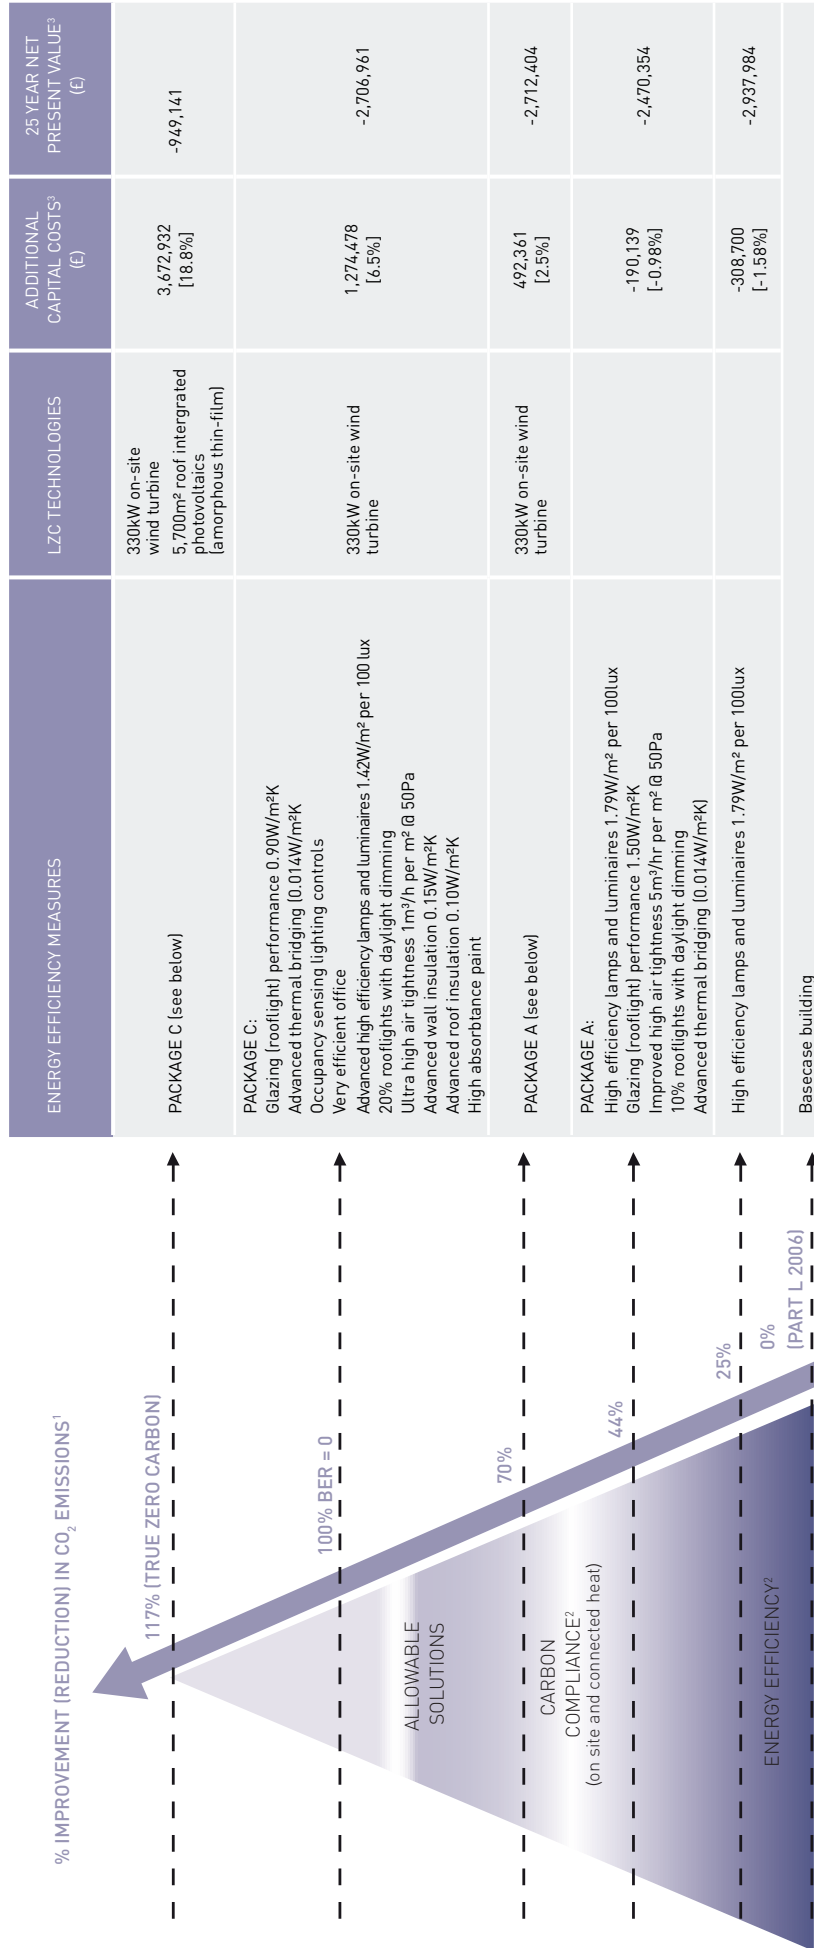 % IMPROVEMENT (REDUCTION) IN CO₂ EMISSIONS¹
117% (TRUE ZERO CARBON)
100% BER = 0
70%
44%
25%
0%
(PART L 2006)
ALLOWABLE
SOLUTIONS
CARBON
COMPLIANCE²
(on site and connected heat)
ENERGY EFFICIENCY²
ENERGY EFFICIENCY MEASURES
LZC TECHNOLOGIES
ADDITIONAL
CAPITAL COSTS³
(£)
25 YEAR NET
PRESENT VALUE³
(£)
PACKAGE C (see below)
330kW on-site
wind turbine
5,700m² roof intergrated
photovoltaics
(amorphous thin-film)
3,672,932
[18.8%]
-949,141
PACKAGE C:
Glazing (rooflight) performance 0.90W/m²K
Advanced thermal bridging (0.014W/m²K
Occupancy sensing lighting controls
Very efficient office
Advanced high efficiency lamps and luminaires 1.42W/m² per 100 lux
20% rooflights with daylight dimming
Ultra high air tightness 1m³/h per m² @ 50Pa
Advanced wall insulation 0.15W/m²K
Advanced roof insulation 0.10W/m²K
High absorbtance paint
330kW on-site wind
turbine
1,274,478
[6.5%]
-2,706,961
PACKAGE A (see below)
330kW on-site wind
turbine
492,361
[2.5%]
-2,712,404
PACKAGE A:
High efficiency lamps and luminaires 1.79W/m² per 100lux
Glazing (rooflight) performance 1.50W/m²K
Improved high air tightness 5m³/hr per m² @ 50Pa
10% rooflights with daylight dimming
Advanced thermal bridging (0.014W/m²K)
-190,139
[-0.98%]
-2,470,354
High efficiency lamps and luminaires 1.79W/m² per 100lux
-308,700
[-1.58%]
-2,937,984
Basecase building